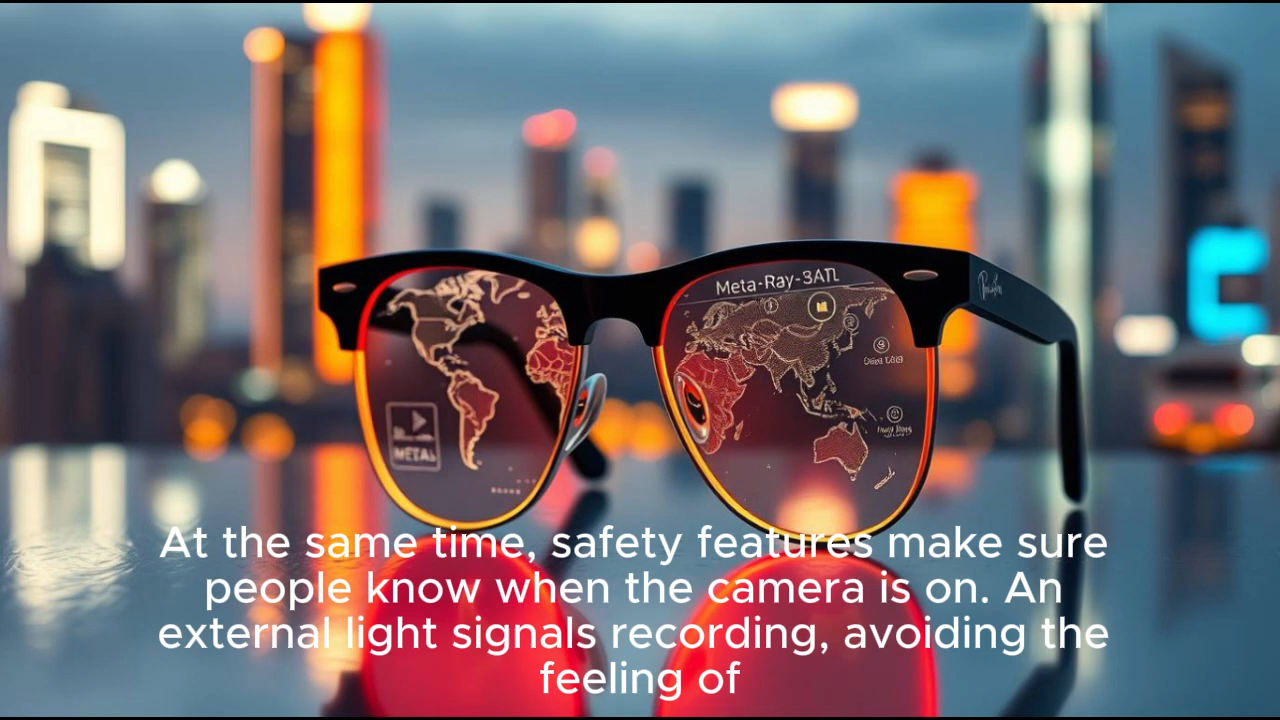 Meta-Ray-3ATL
METAL
At the same time, safety features make sure
people know when the camera is on. An
external light signals recording, avoiding the
feeling of